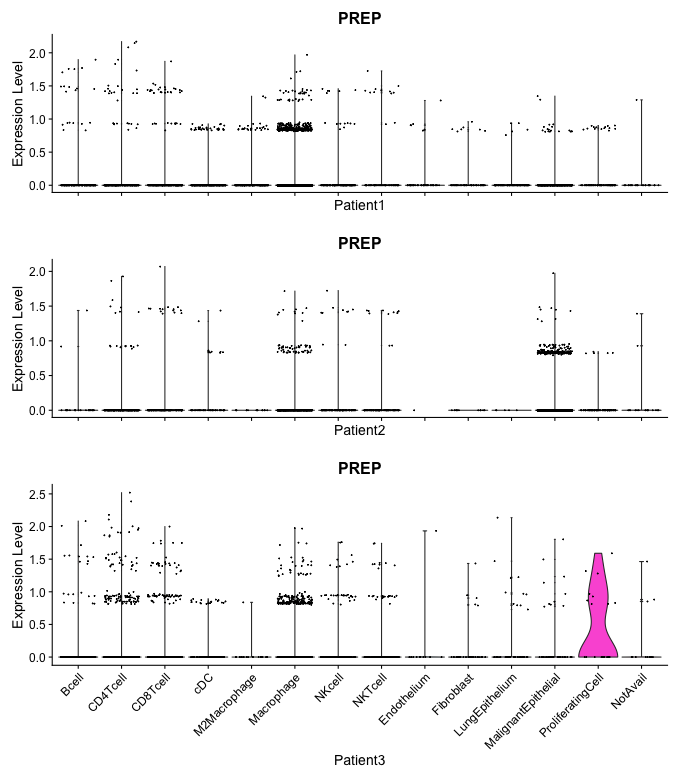 PREP
Expression Level
2.0
1.5
1.0
0.5
0.0
Patient1
PREP
Expression Level
2.0
1.5
1.0
0.5
0.0
Patient2
PREP
Expression Level
2.5
2.0
1.5
1.0
0.5
0.0
Bcell
CD4Tcell
CD8Tcell
cDC
M2Macrophage
Macrophage
NKcell
NKTcell
Endothelium
Fibroblast
LungEpithelium
MalignantEpithelial
ProliferatingCell
NotAvail
Patient3